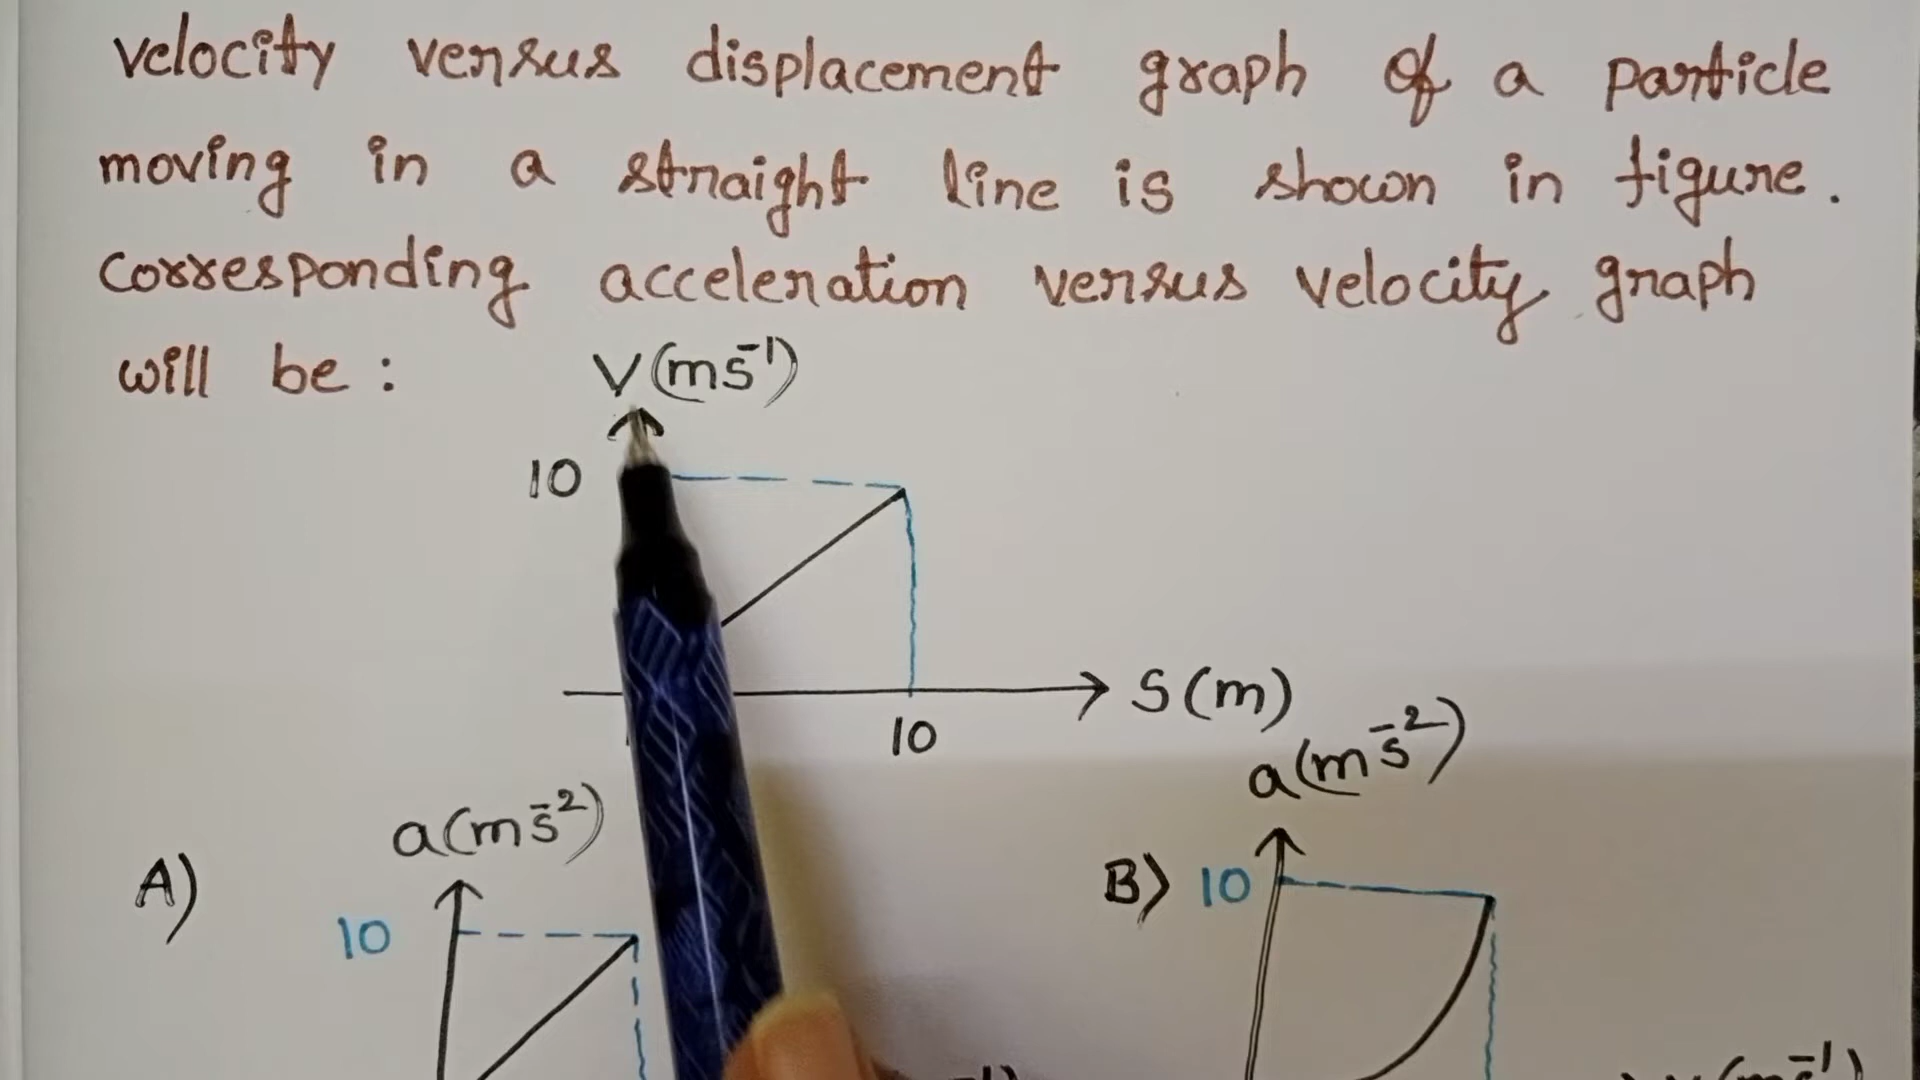 velocity versus displacement graph of a particle
moving in a straight line is shown in figure.
corresponding acceleration versus velocity graph
will be :
V(ms⁻¹)
10
S(m)
10
a(ms⁻²)
A)
10
a(ms⁻²)
B)
10